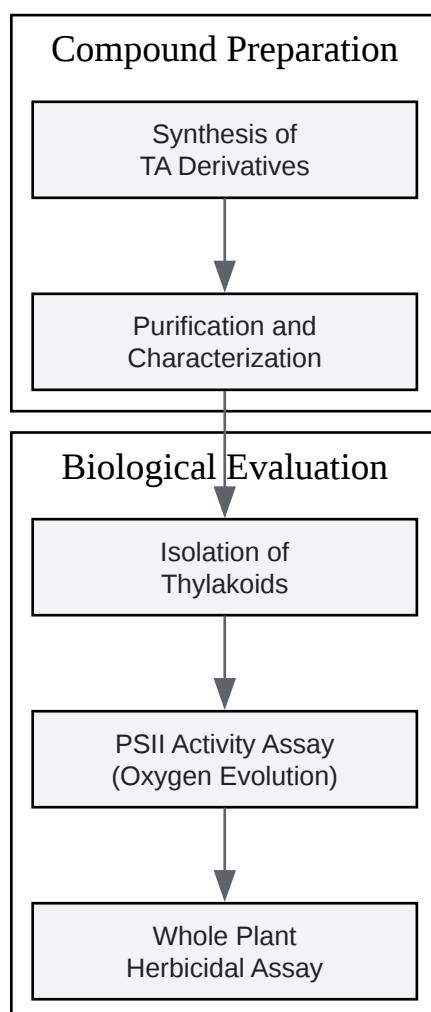 Compound Preparation
Synthesis of
TA Derivatives
Purification and
Characterization
Biological Evaluation
Isolation of
Thylakoids
PSII Activity Assay
(Oxygen Evolution)
Whole Plant
Herbicidal Assay